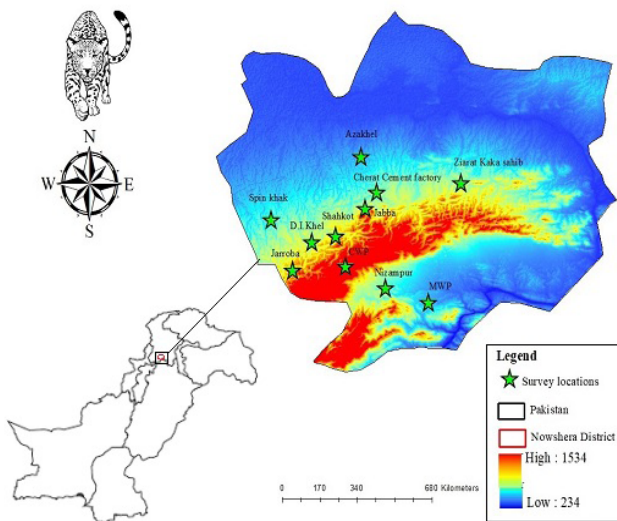 N
W E
S
Azakhel
Ziarat Kaka sahib
Cherat Cement factory
Spin khak
Jabba
Shahkot
D.I.Khel
CWP
Jarroba
Nirampur
MWP
Legend
Survey locations
Pakistan
Nowshera District
High : 1534
Low : 234
0 170 340 680 Kilometers